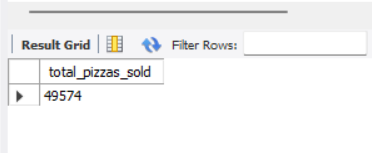 Result Grid Filter Rows:
total_pizzas_sold
49574